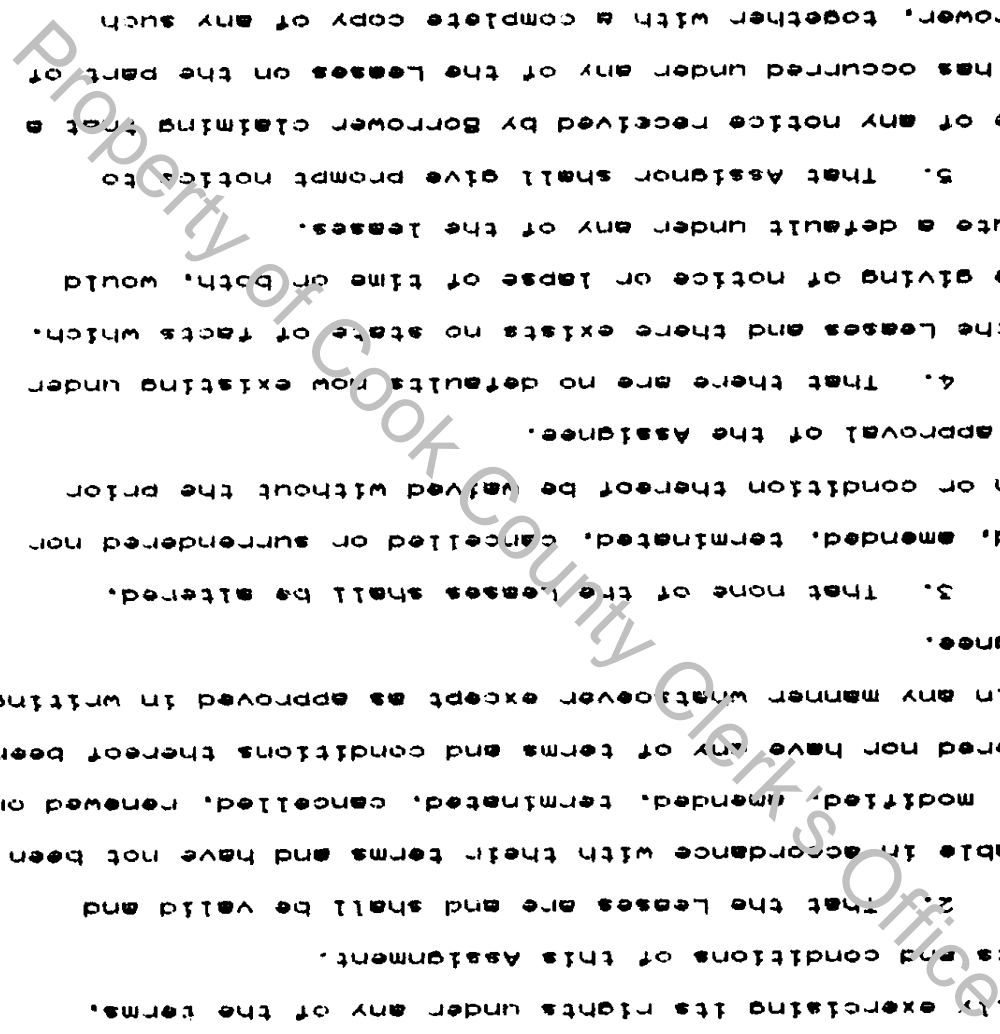 exercising its rights under any of the terms,
and conditions of this Assignment.
2. That the Leases are and shall be valid and
able in accordance with their terms and have not been
modified, amended, terminated, cancelled, renewed or
ered nor have any of terms and conditions thereof been
in any manner whatsoever except as approved in writing
gnee.
3. That none of the Leases shall be altered,
d, amended, terminated, cancelled or surrendered nor
or condition thereof be waived without the prior
approval of the Assignee.
4. That there are no defaults now existing under
the Leases and there exists no state of facts which,
giving of notice or lapse of time or both, would
ute a default under any of the leases.
5. That Assignor shall give prompt notice to
of any notice received by Borrower claiming that a
has occurred under any of the Leases on the part of
rower, together with a complete copy of any such
Property of Cook County Clerk's Office